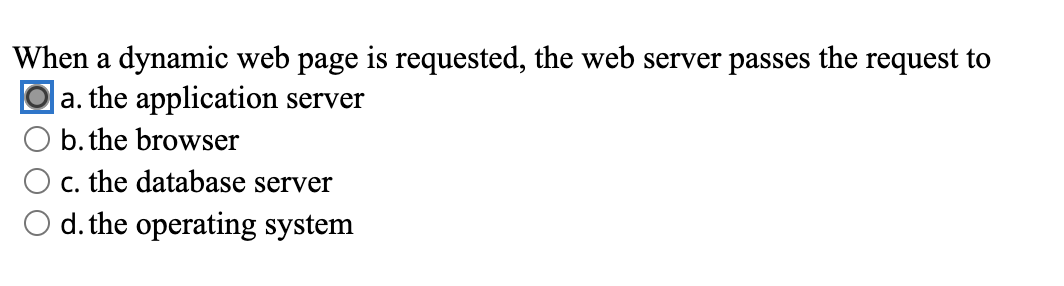 When a dynamic web page is requested, the web server passes the request to
a. the application server
b. the browser
c. the database server
d. the operating system